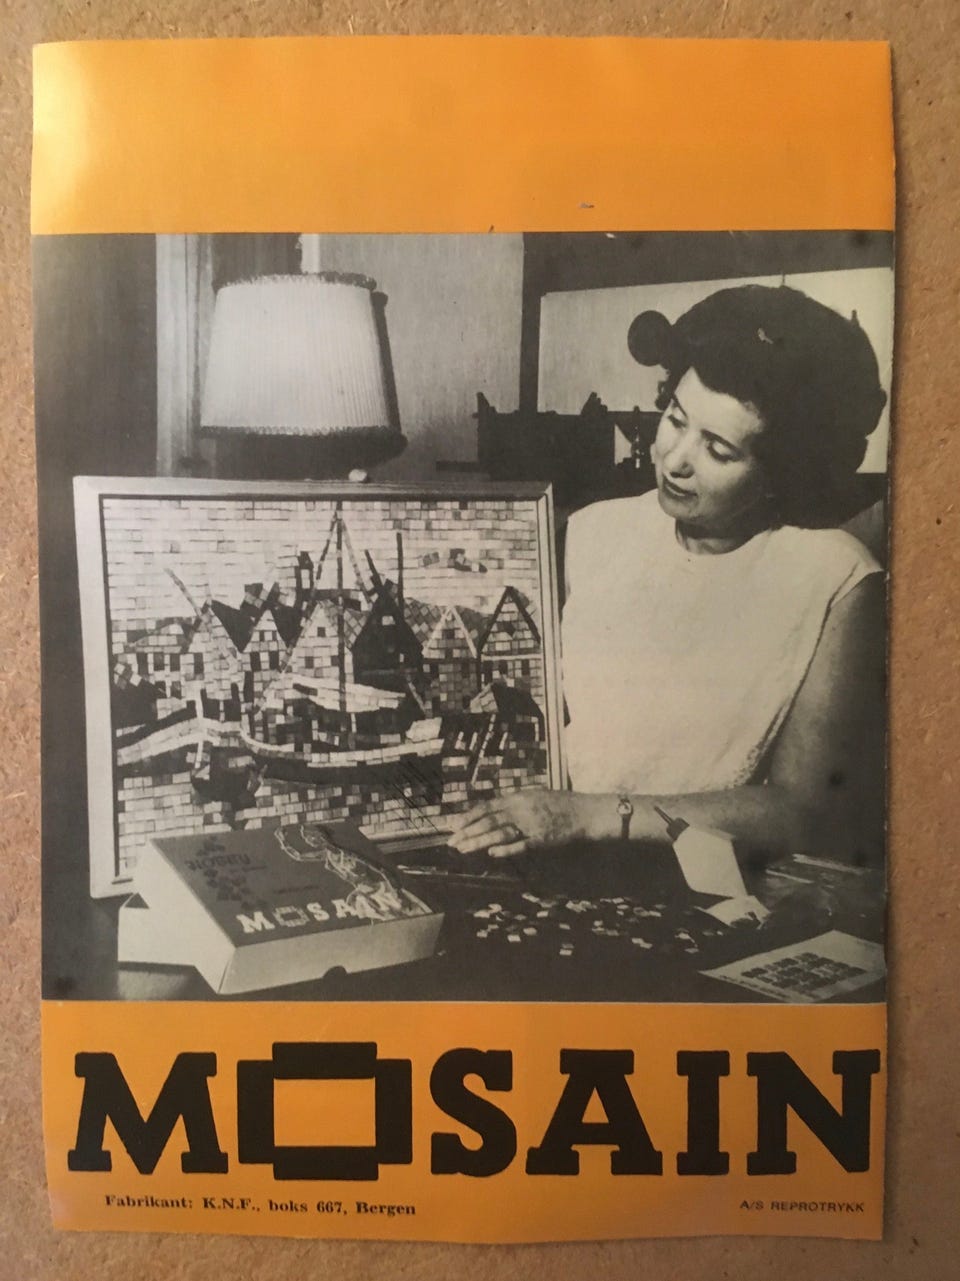 MOSAIN
MOSAIN
Fabrikant: K.N.F., boks 667, Bergen
A/S REPROTRYKK